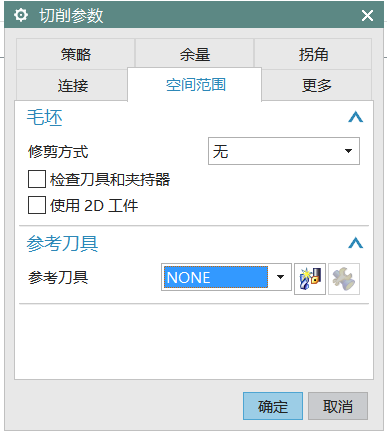 切削参数
策略 余量 拐角
连接 空间范围 更多
毛坯
修剪方式 无
检查刀具和夹持器
使用 2D 工件
参考刀具
参考刀具 NONE
确定 取消